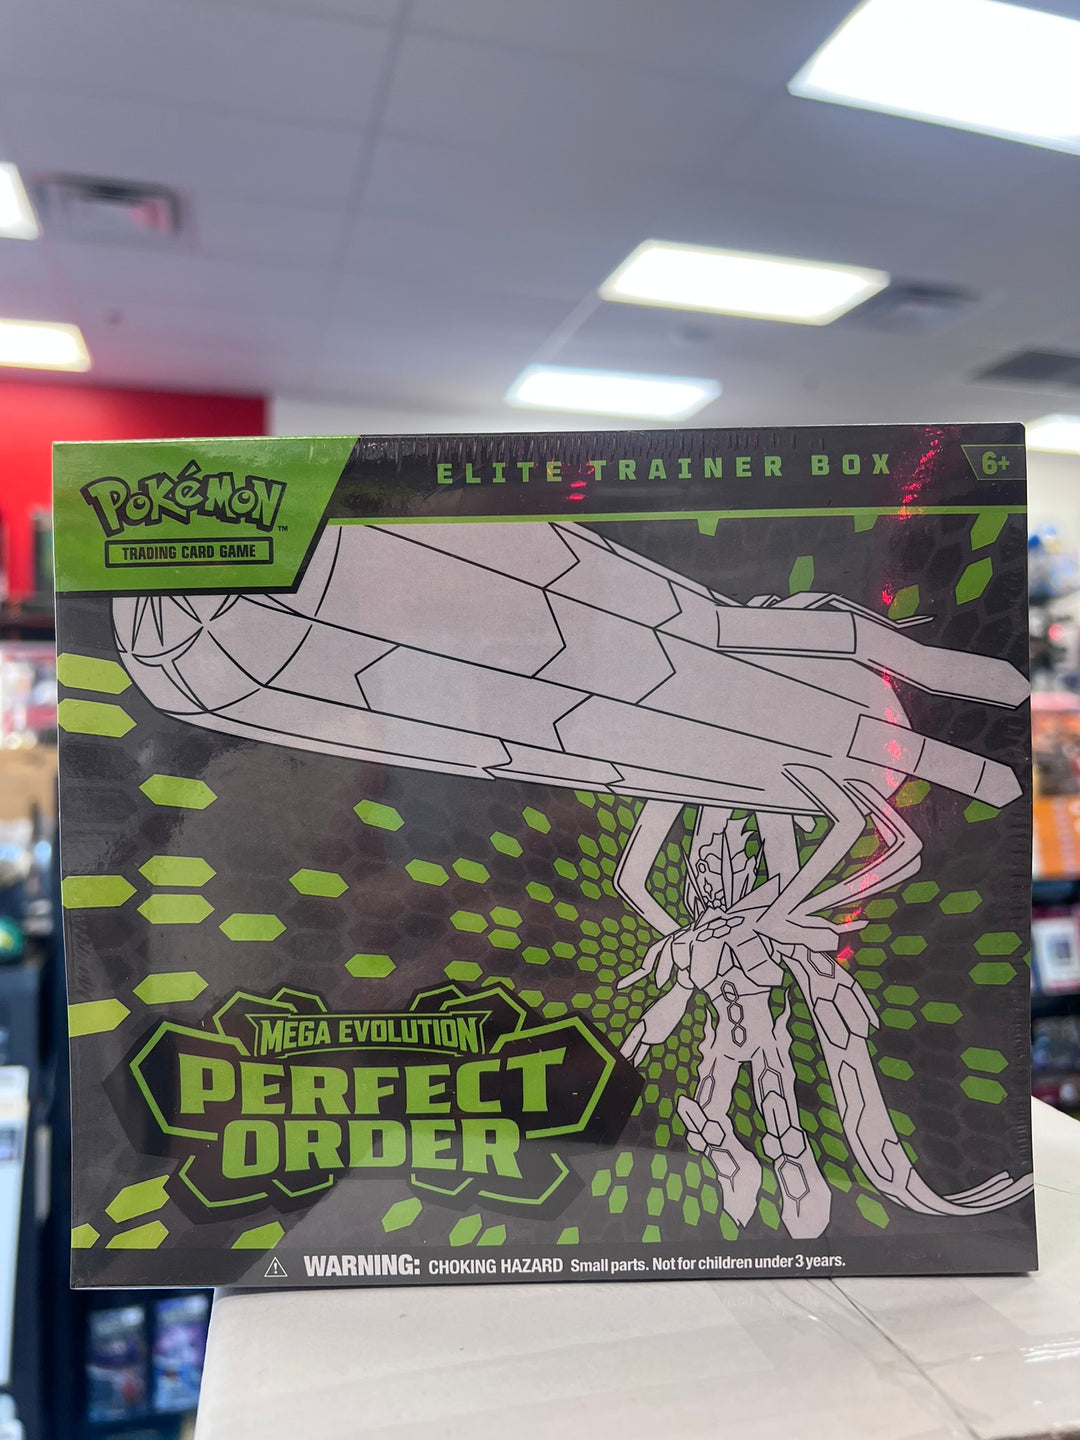 POKéMON™
TRADING CARD GAME
ELITE TRAINER BOX
6+
MEGA EVOLUTION
PERFECT
ORDER
WARNING: CHOKING HAZARD Small parts. Not for children under 3 years.